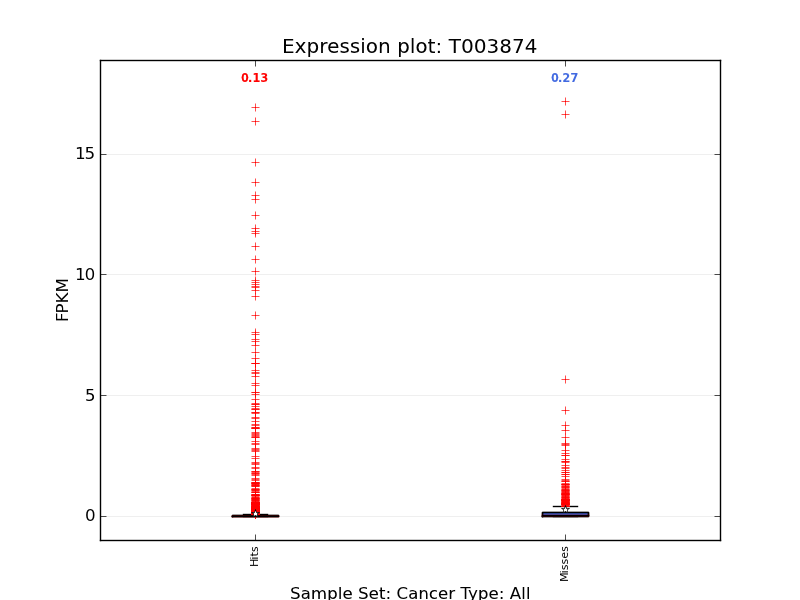 Expression plot: T003874
0.13 0.27
15
10
5
0
FPKM
Hits Misses
Sample Set: Cancer Type: All